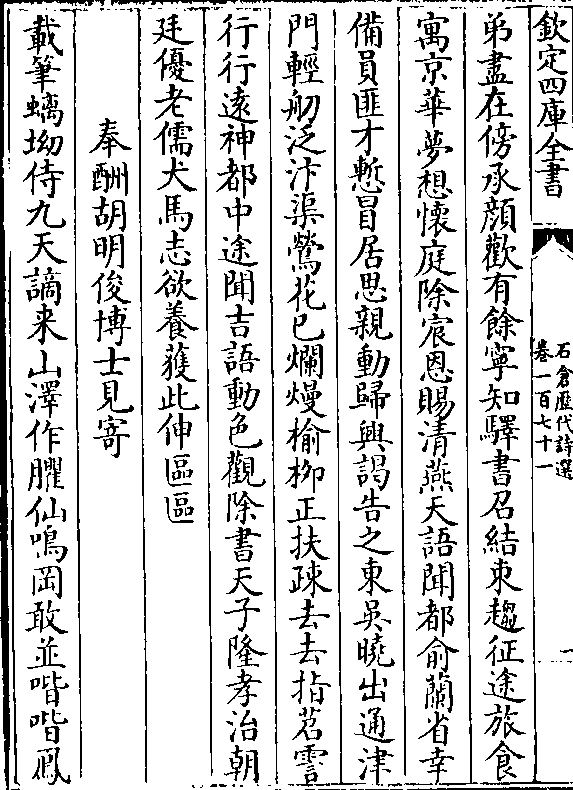 欽定四庫全書
石倉歷代詩選
卷一百七十一
一
弟盡在傍承顔歡有餘寧知驛書召結束趨征途旅食
寓京華夢想懷庭除宸恩賜清燕天語聞都俞蘭省幸
備員匪才慙冒居思親動歸興謁告之東吳曉出通津
門輕舠泛汴渠鶯花已爛熳榆栁正扶疎去去指苕霅
行行逺神都中途聞吉語動色觀除書天子隆孝治朝
廷優老儒犬馬志欲養獲此伸區區
奉酬胡明俊博士見寄
載筆螭坳侍九天謫来山澤作臞仙鳴岡敢並喈喈鳳